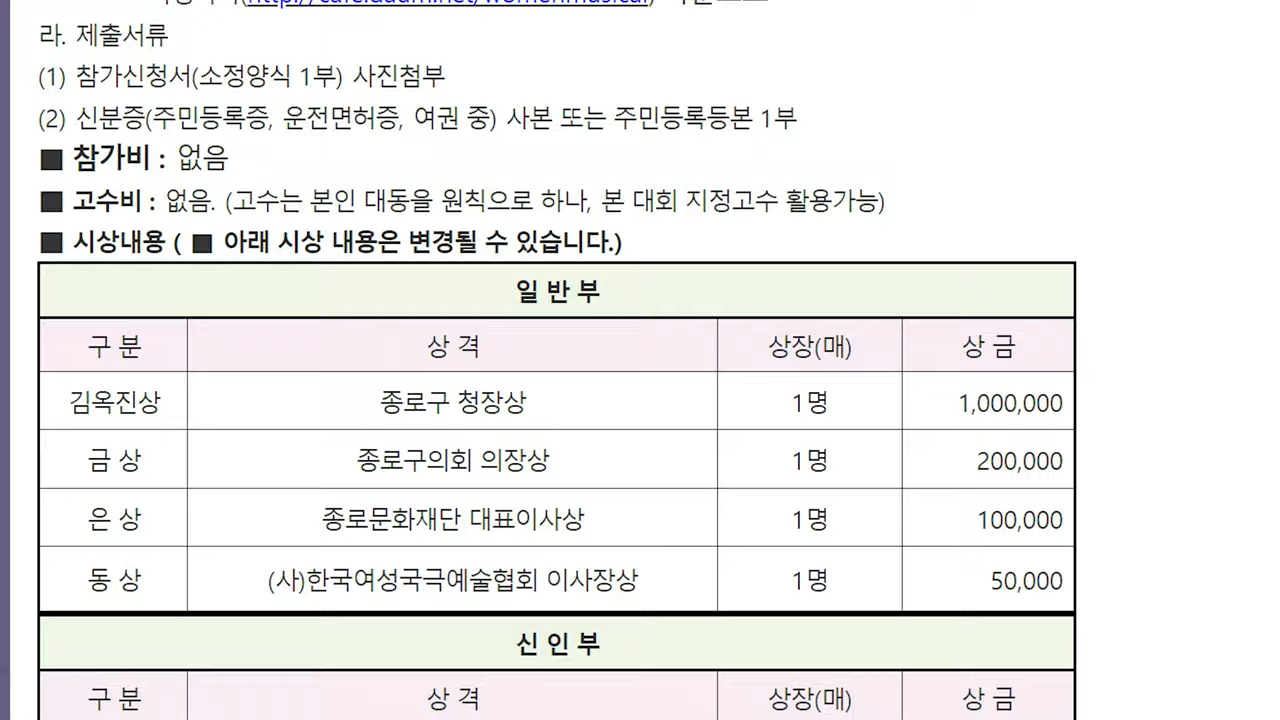 라. 제출서류
(1) 참가신청서(소정양식 1부) 사진첨부
(2) 신분증(주민등록증, 운전면허증, 여권 중) 사본 또는 주민등록등본 1부
■ 참가비 : 없음
■ 고수비 : 없음. (고수는 본인 대동을 원칙으로 하나, 본 대회 지정고수 활용가능)
■ 시상내용 ( ■ 아래 시상 내용은 변경될 수 있습니다.)
일 반 부
구 분 상 격 상장(매) 상 금
김옥진상 종로구 청장상 1명 1,000,000
금 상 종로구의회 의장상 1명 200,000
은 상 종로문화재단 대표이사상 1명 100,000
동 상 (사)한국여성국극예술협회 이사장상 1명 50,000
신 인 부
구 분 상 격 상장(매) 상 금